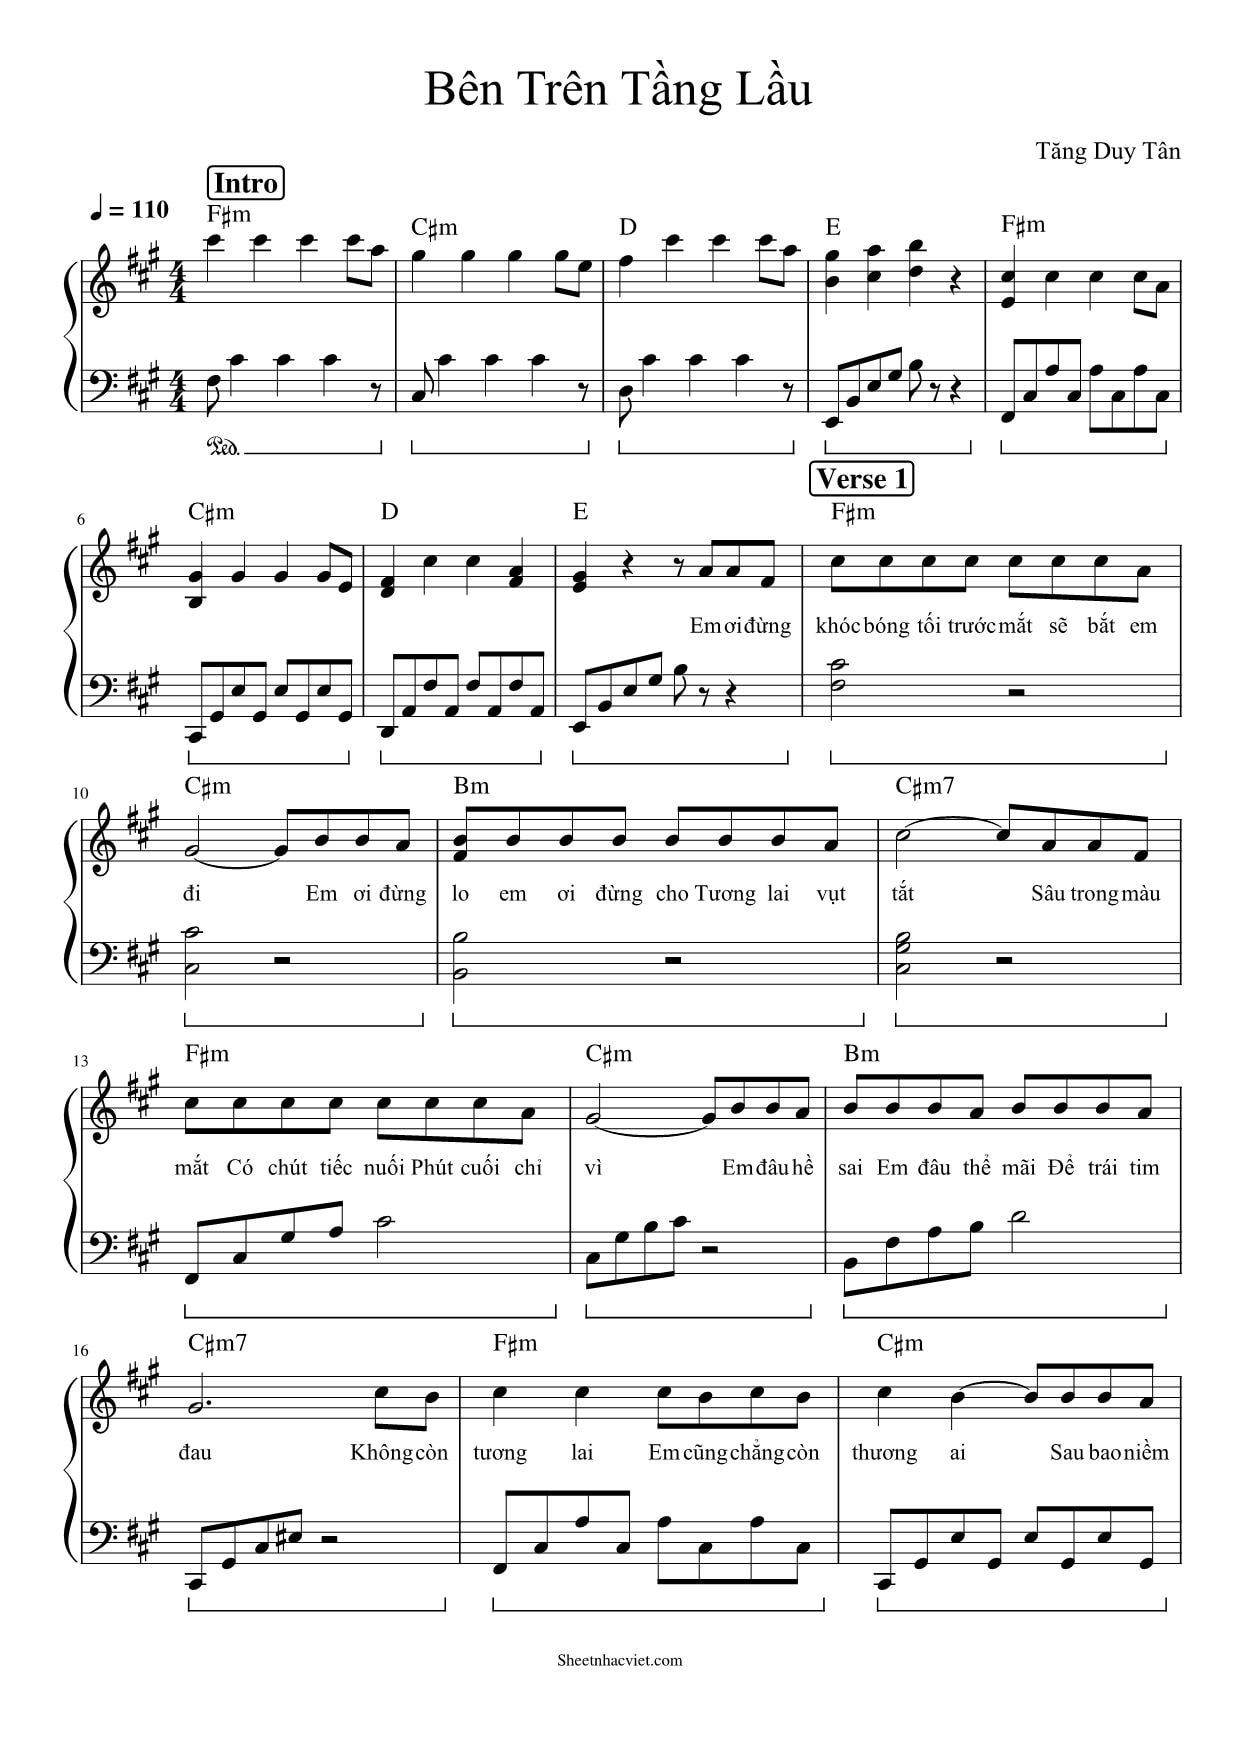 Bên Trên Tầng Lầu
Tăng Duy Tân
Intro
♩ = 110
F♯m C♯m D E F♯m
4 4
4 4
Ped.
Verse 1
6
C♯m D E F♯m
Em ơi đừng khóc bóng tối trước mắt sẽ bắt em
10
C♯m Bm C♯m7
đi Em ơi đừng lo em ơi đừng cho Tương lai vụt tắt Sâu trong màu
13
F♯m C♯m Bm
mắt Có chút tiếc nuối Phút cuối chỉ vì Em đâu hề sai Em đâu thể mãi Để trái tim
16
C♯m7 F♯m C♯m
đau Không còn tương lai Em cũng chẳng còn thương ai Sau bao niềm
Sheetnhacviet.com